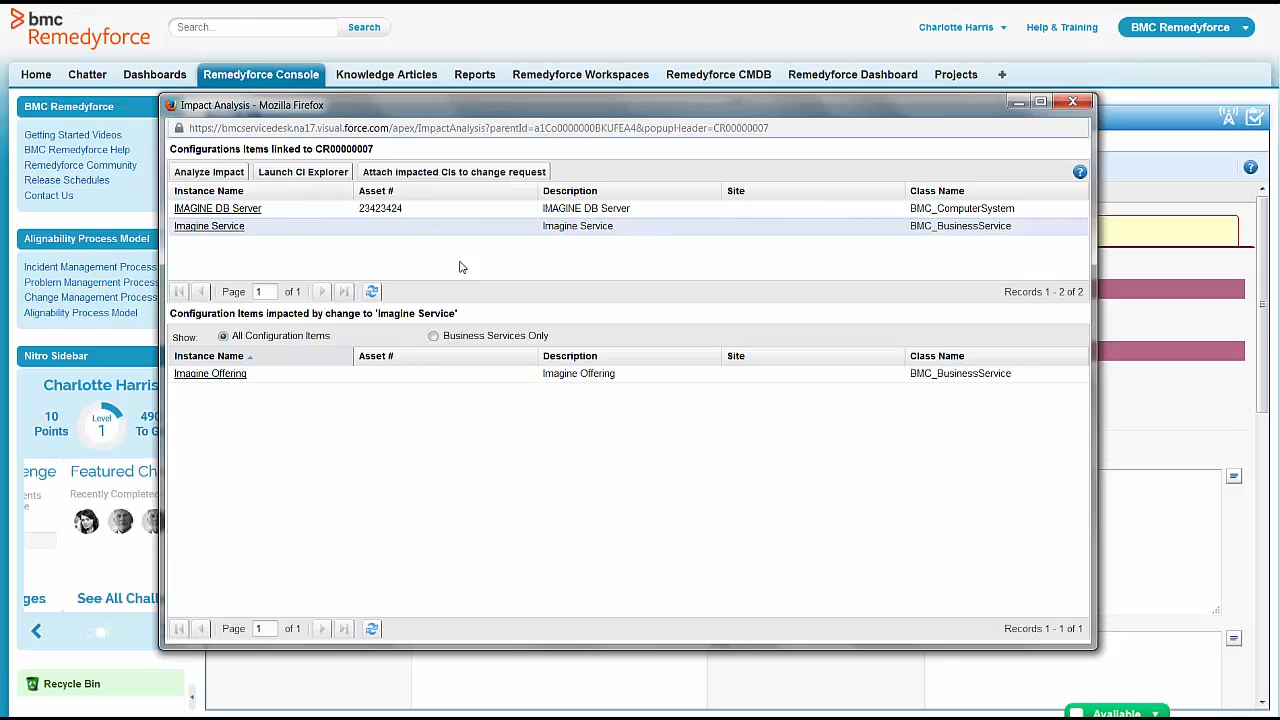 bmc
Remedyforce
Search...
Search
Charlotte Harris
Help & Training
BMC Remedyforce
Home
Chatter
Dashboards
Remedyforce Console
Knowledge Articles
Reports
Remedyforce Workspaces
Remedyforce CMDB
Remedyforce Dashboard
Projects
BMC Remedyforce
Getting Started Videos
BMC Remedyforce Help
Remedyforce Community
Release Schedules
Contact Us
Alignability Process Model
Incident Management Process
Problem Management Process
Change Management Process
Alignability Process Model
Nitro Sidebar
Charlotte Harris
10
Points
Level
1
490
To G
enge
ents
e
Featured Ch
Recently Completed
ges
See All Chall
Recycle Bin
Impact Analysis - Mozilla Firefox
https://bmcservicedesk.na17.visual.force.com/apex/ImpactAnalysis?parentId=a1Co0000000BKUFEA4&popupHeader=CR00000007
Configurations Items linked to CR00000007
Analyze Impact
Launch CI Explorer
Attach impacted CIs to change request
Instance Name Asset # Description Site Class Name
IMAGINE DB Server 23423424 IMAGINE DB Server BMC_ComputerSystem
Imagine Service Imagine Service BMC_BusinessService
Page 1 of 1 Records 1 - 2 of 2
Configuration Items impacted by change to 'Imagine Service'
Show: All Configuration Items Business Services Only
Instance Name Asset # Description Site Class Name
Imagine Offering Imagine Offering BMC_BusinessService
Page 1 of 1 Records 1 - 1 of 1
Available